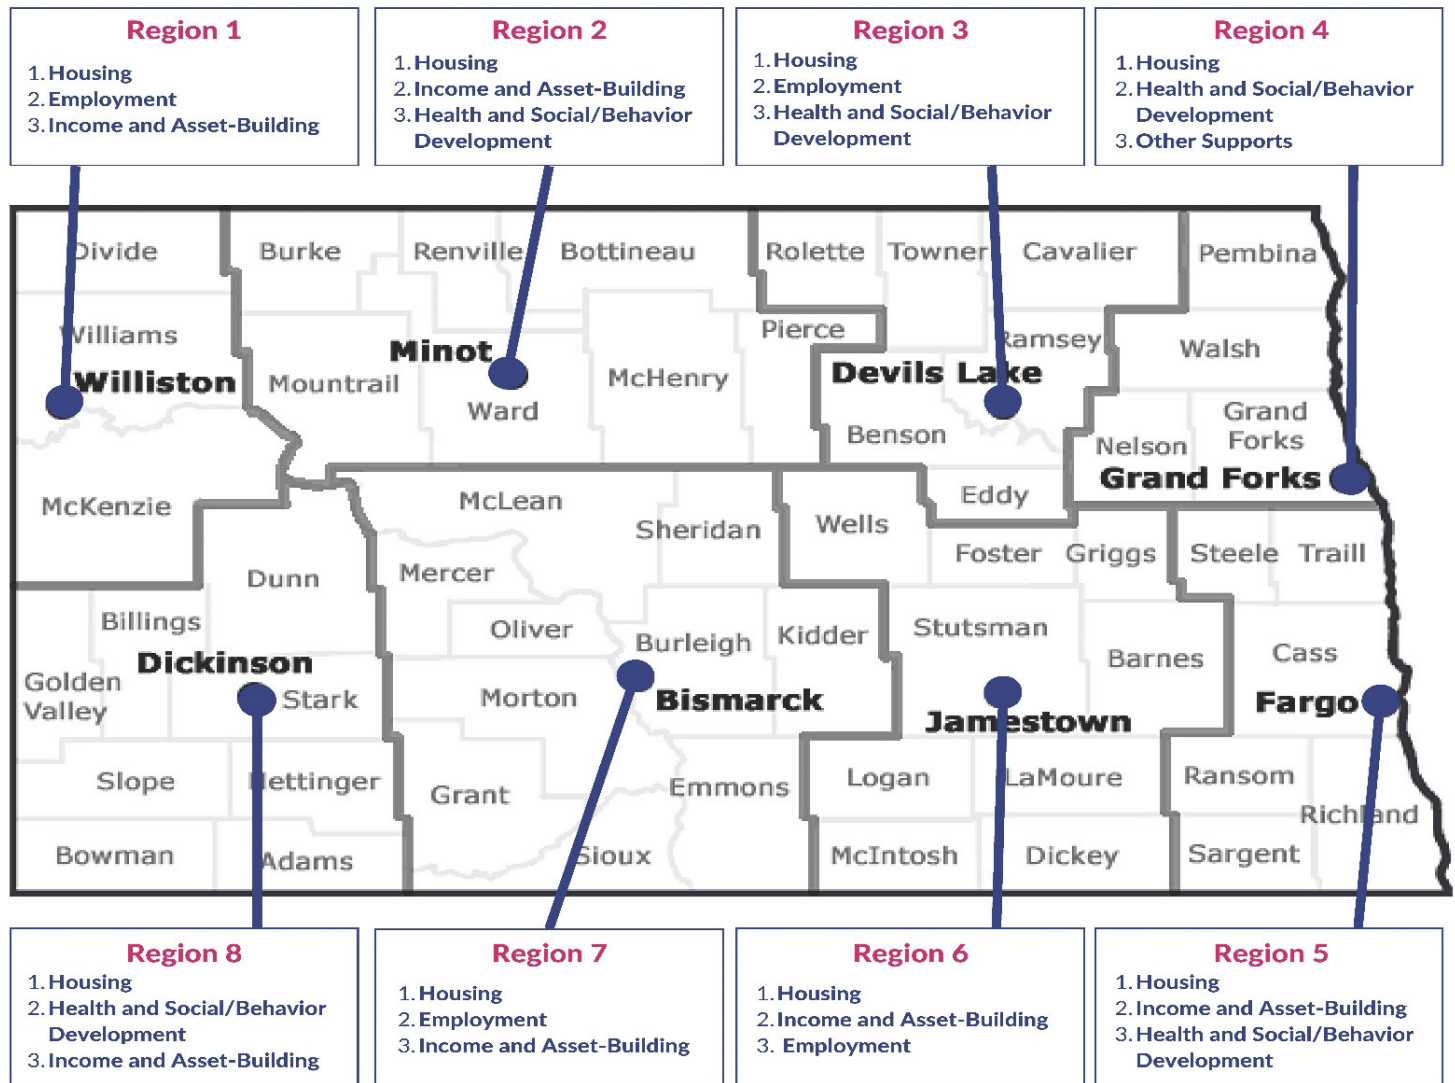 Region 1
1. Housing
2. Employment
3. Income and Asset-Building
Region 2
1. Housing
2. Income and Asset-Building
3. Health and Social/Behavior
Development
Region 3
1. Housing
2. Employment
3. Health and Social/Behavior
Development
Region 4
1. Housing
2. Health and Social/Behavior
Development
3. Other Supports
Divide
Burke
Renville
Bottineau
Rolette
Towner
Cavalier
Pembina
Williams
Pierce
Ramsey
Walsh
Minot
Williston
Mountrail
McHenry
Devils Lake
Ward
Benson
Grand
Forks
Nelson
Grand Forks
McKenzie
McLean
Sheridan
Wells
Eddy
Foster
Griggs
Steele
Traill
Dunn
Mercer
Billings
Oliver
Burleigh
Kidder
Stutsman
Barnes
Cass
Dickinson
Golden
Valley
Stark
Morton
Bismarck
Jamestown
Fargo
Slope
Hettinger
Grant
Emmons
Logan
LaMoure
Ransom
Richland
Bowman
Adams
Sioux
McIntosh
Dickey
Sargent
Region 8
1. Housing
2. Health and Social/Behavior
Development
3. Income and Asset-Building
Region 7
1. Housing
2. Employment
3. Income and Asset-Building
Region 6
1. Housing
2. Income and Asset-Building
3. Employment
Region 5
1. Housing
2. Income and Asset-Building
3. Health and Social/Behavior
Development